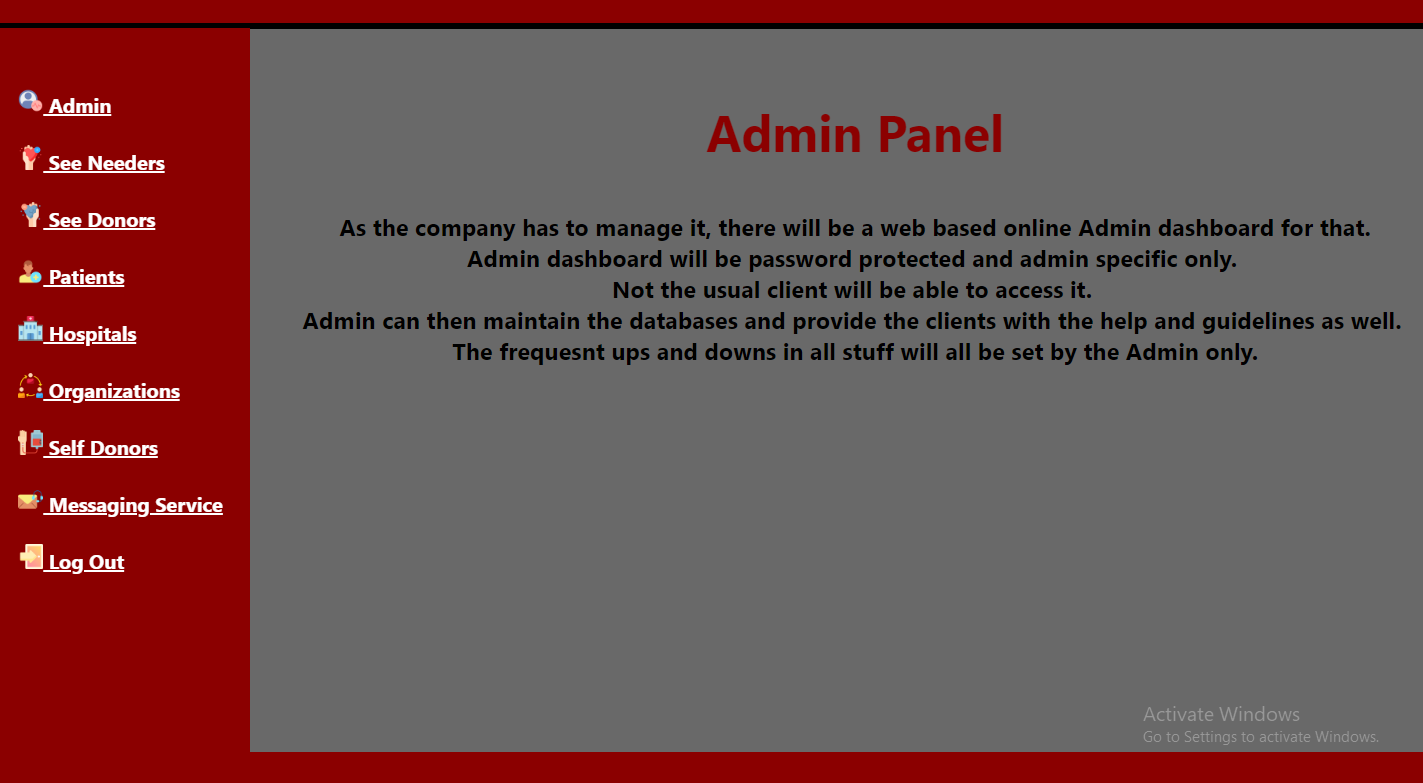 Admin
See Needers
See Donors
Patients
Hospitals
Organizations
Self Donors
Messaging Service
Log Out
Admin Panel
As the company has to manage it, there will be a web based online Admin dashboard for that.
Admin dashboard will be password protected and admin specific only.
Not the usual client will be able to access it.
Admin can then maintain the databases and provide the clients with the help and guidelines as well.
The frequesnt ups and downs in all stuff will all be set by the Admin only.
Activate Windows
Go to Settings to activate Windows.